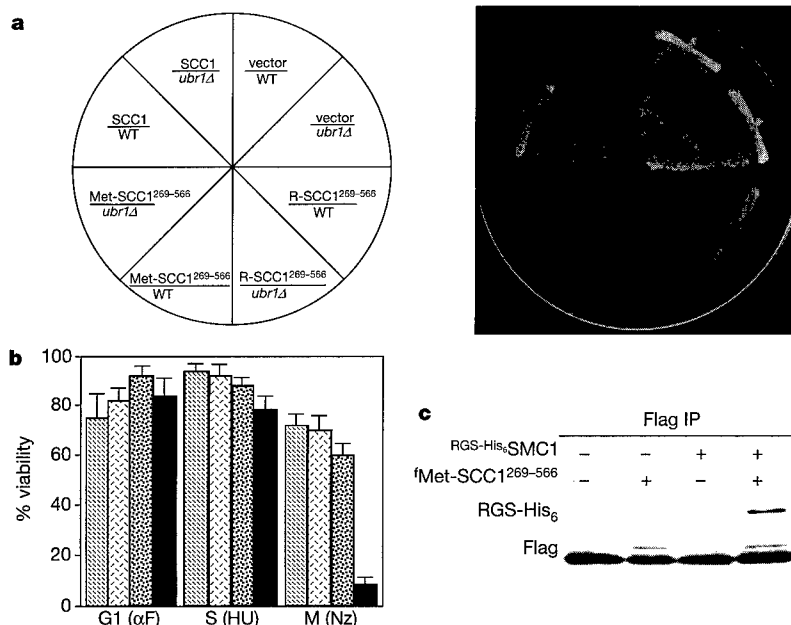 a
SCC1
ubr1Δ
vector
WT
SCC1
WT
vector
ubr1Δ
Met-SCC1²⁶⁹⁻⁵⁶⁶
ubr1Δ
R-SCC1²⁶⁹⁻⁵⁶⁶
WT
Met-SCC1²⁶⁹⁻⁵⁶⁶
WT
R-SCC1²⁶⁹⁻⁵⁶⁶
ubr1Δ
b
100
80
60
40
20
0
% viability
G1 (αF) S (HU) M (Nz)
c
Flag IP
RGS-His₆SMC1 – – + +
fMet-SCC1²⁶⁹⁻⁵⁶⁶ – + – +
RGS-His₆
Flag